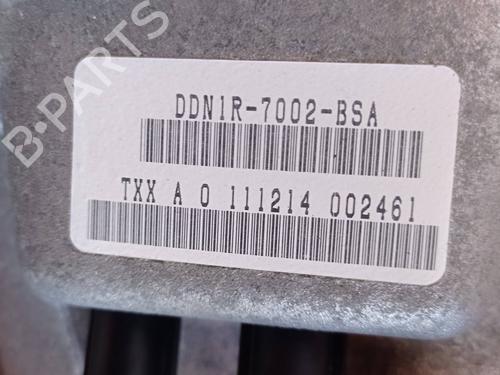 B-PARTS
DDN1R-7002-BSA
TXX A 0 111214 002461